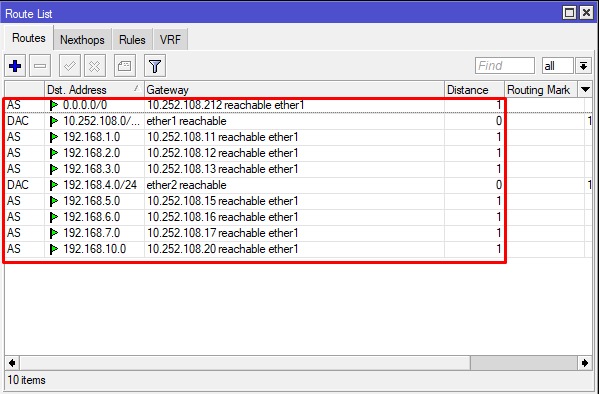 Route List
Routes Nexthops Rules VRF
Find all
Dst. Address Gateway Distance Routing Mark
AS 0.0.0.0/0 10.252.108.212 reachable ether1 1
DAC 10.252.108.0/... ether1 reachable 0 1
AS 192.168.1.0 10.252.108.11 reachable ether1 1
AS 192.168.2.0 10.252.108.12 reachable ether1 1
AS 192.168.3.0 10.252.108.13 reachable ether1 1
DAC 192.168.4.0/24 ether2 reachable 0 1
AS 192.168.5.0 10.252.108.15 reachable ether1 1
AS 192.168.6.0 10.252.108.16 reachable ether1 1
AS 192.168.7.0 10.252.108.17 reachable ether1 1
AS 192.168.10.0 10.252.108.20 reachable ether1 1
10 items